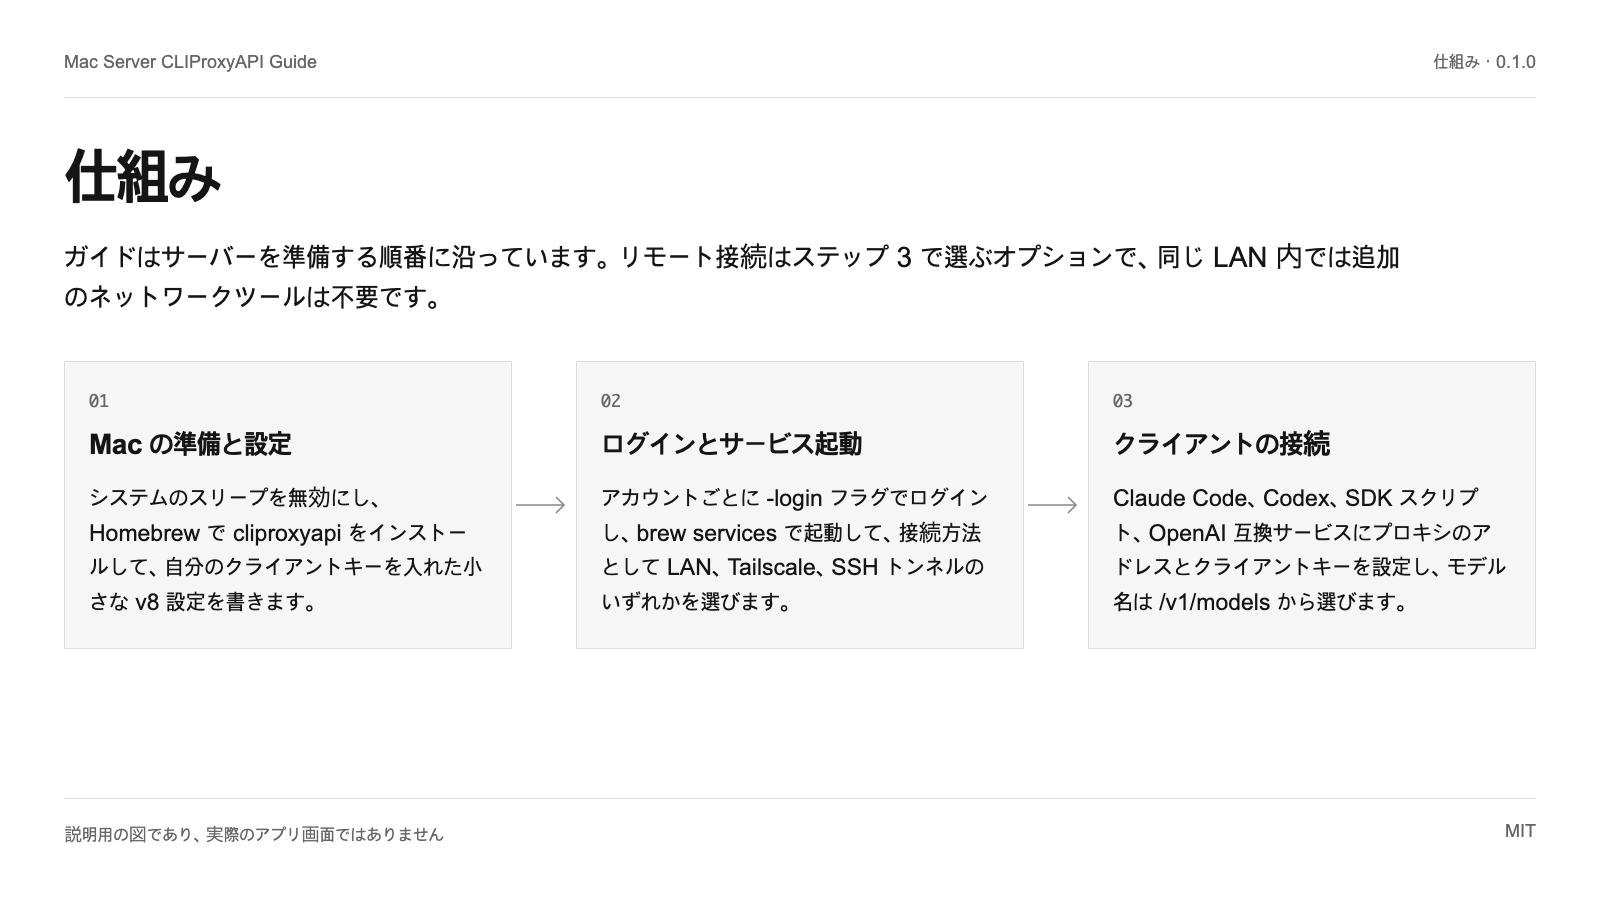 Mac Server CLIProxyAPI Guide
仕組み · 0.1.0
仕組み
ガイドはサーバーを準備する順番に沿っています。リモート接続はステップ 3 で選ぶオプションで、同じ LAN 内では追加
のネットワークツールは不要です。
01
Mac の準備と設定
システムのスリープを無効にし、
Homebrew で cliproxyapi をインストー
ルして、自分のクライアントキーを入れた小
さな v8 設定を書きます。
02
ログインとサービス起動
アカウントごとに -login フラグでログイン
し、brew services で起動して、接続方法
として LAN、Tailscale、SSH トンネルの
いずれかを選びます。
03
クライアントの接続
Claude Code、Codex、SDK スクリプ
ト、OpenAI 互換サービスにプロキシのア
ドレスとクライアントキーを設定し、モデル
名は /v1/models から選びます。
説明用の図であり、実際のアプリ画面ではありません
MIT